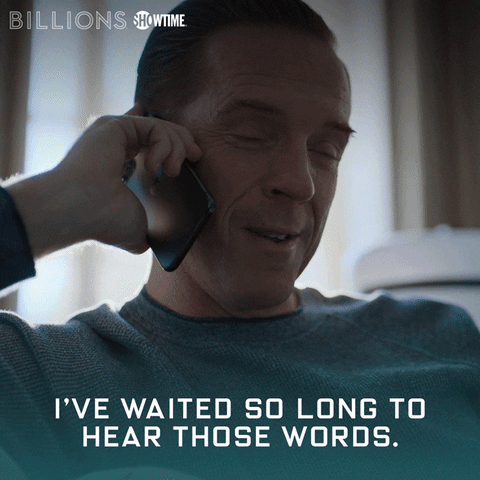 BILLIONS SHOWTIME
I'VE WAITED SO LONG TO
HEAR THOSE WORDS.